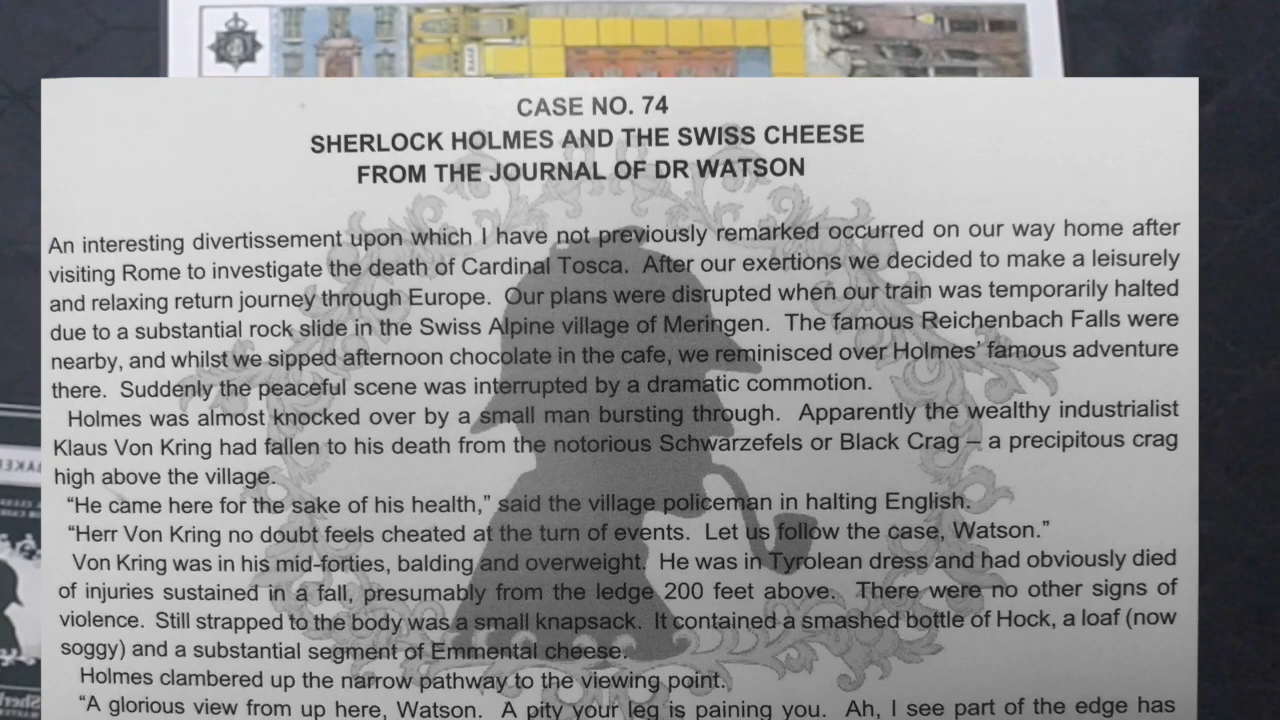 CASE NO. 74
SHERLOCK HOLMES AND THE SWISS CHEESE
FROM THE JOURNAL OF DR WATSON
An interesting divertissement upon which I have not previously remarked occurred on our way home after
visiting Rome to investigate the death of Cardinal Tosca. After our exertions we decided to make a leisurely
and relaxing return journey through Europe. Our plans were disrupted when our train was temporarily halted
due to a substantial rock slide in the Swiss Alpine village of Meringen. The famous Reichenbach Falls were
nearby, and whilst we sipped afternoon chocolate in the cafe, we reminisced over Holmes' famous adventure
there. Suddenly the peaceful scene was interrupted by a dramatic commotion.
Holmes was almost knocked over by a small man bursting through. Apparently the wealthy industrialist
Klaus Von Kring had fallen to his death from the notorious Schwarzefels or Black Crag – a precipitous crag
high above the village.
“He came here for the sake of his health,” said the village policeman in halting English.
“Herr Von Kring no doubt feels cheated at the turn of events. Let us follow the case, Watson.”
Von Kring was in his mid-forties, balding and overweight. He was in Tyrolean dress and had obviously died
of injuries sustained in a fall, presumably from the ledge 200 feet above. There were no other signs of
violence. Still strapped to the body was a small knapsack. It contained a smashed bottle of Hock, a loaf (now
soggy) and a substantial segment of Emmental cheese.
Holmes clambered up the narrow pathway to the viewing point.
“A glorious view from up here, Watson. A pity your leg is paining you. Ah, I see part of the edge has